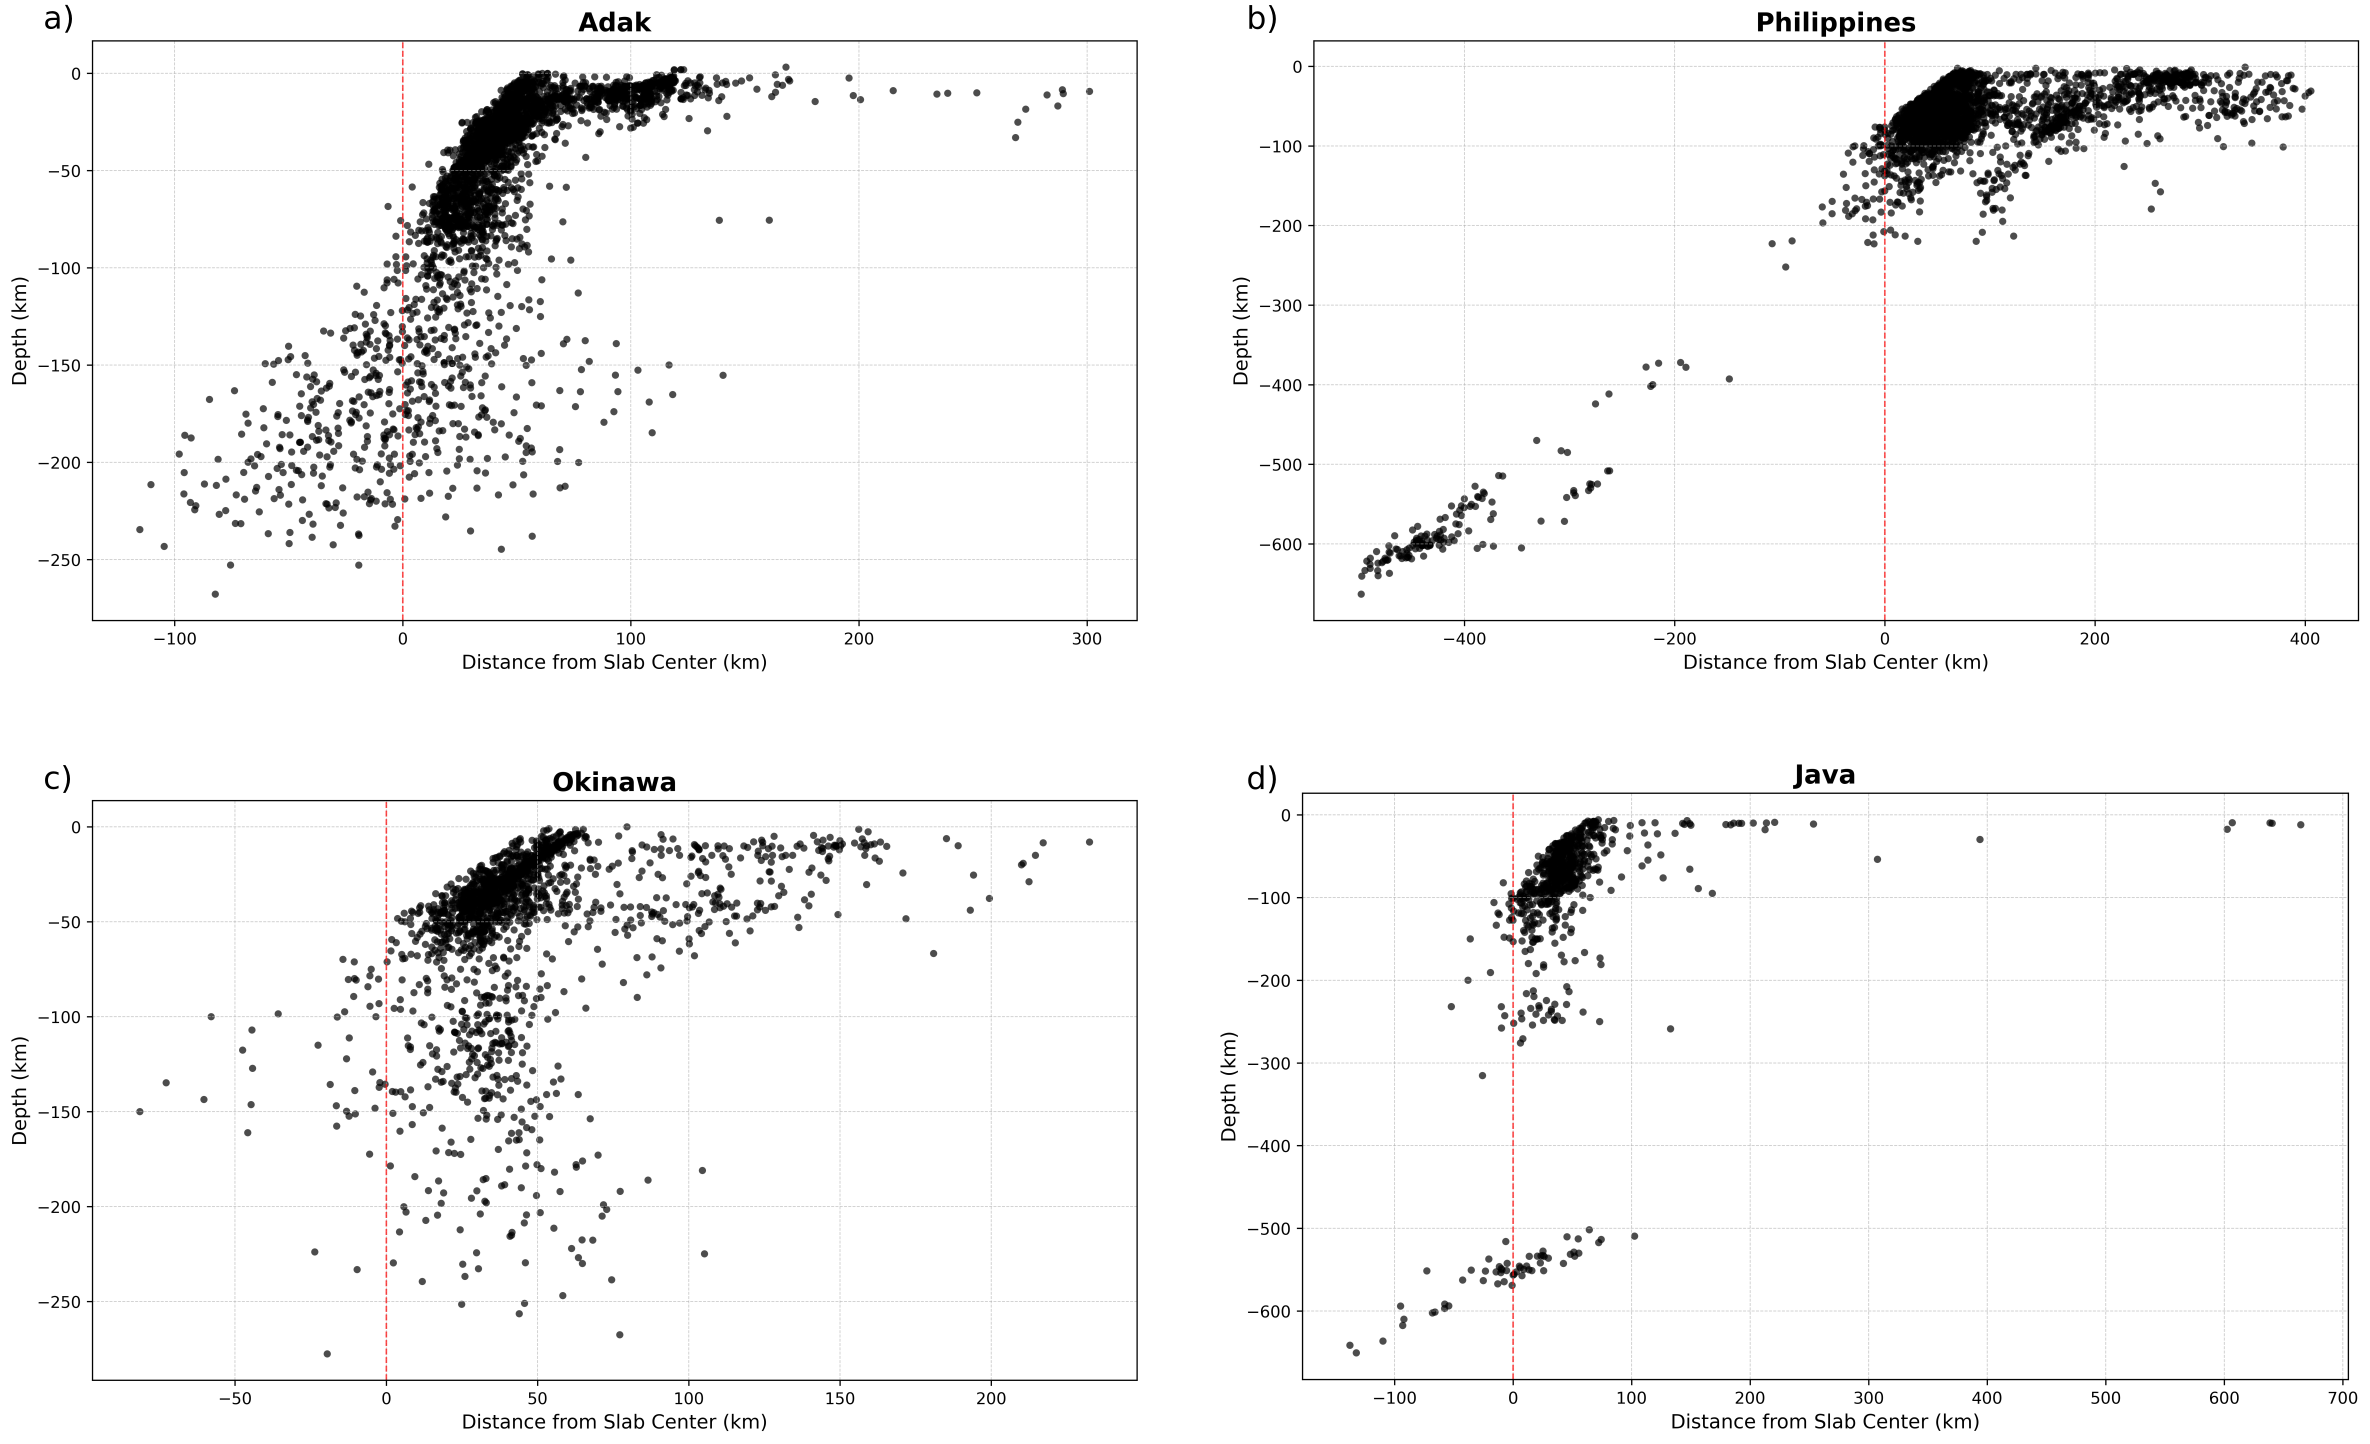 a)
Adak
Depth (km)
0
−50
−100
−150
−200
−250
−100 0 100 200 300
Distance from Slab Center (km)
b)
Philippines
Depth (km)
0
−100
−200
−300
−400
−500
−600
−400 −200 0 200 400
Distance from Slab Center (km)
c)
Okinawa
Depth (km)
0
−50
−100
−150
−200
−250
−50 0 50 100 150 200
Distance from Slab Center (km)
d)
Java
Depth (km)
0
−100
−200
−300
−400
−500
−600
−100 0 100 200 300 400 500 600 700
Distance from Slab Center (km)